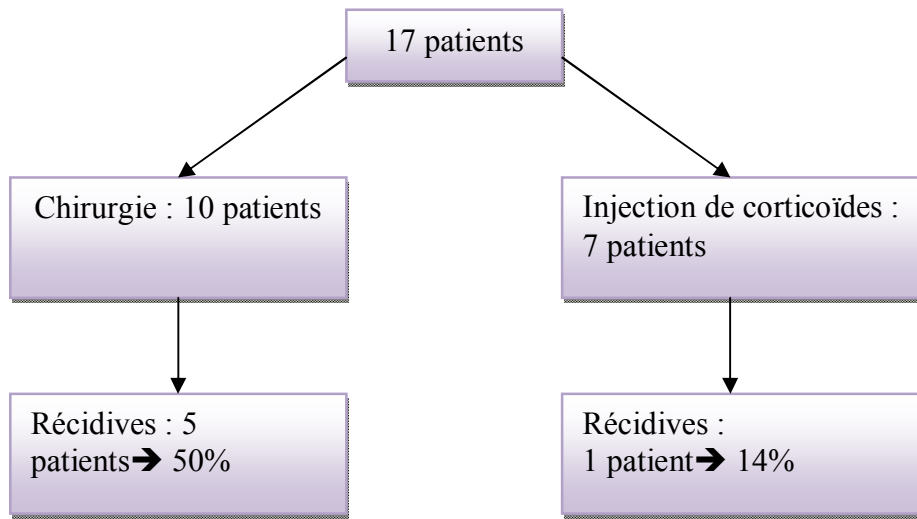 17 patients
Chirurgie : 10 patients
Injection de corticoïdes :
7 patients
Récidives : 5
patients➔ 50%
Récidives :
1 patient➔ 14%